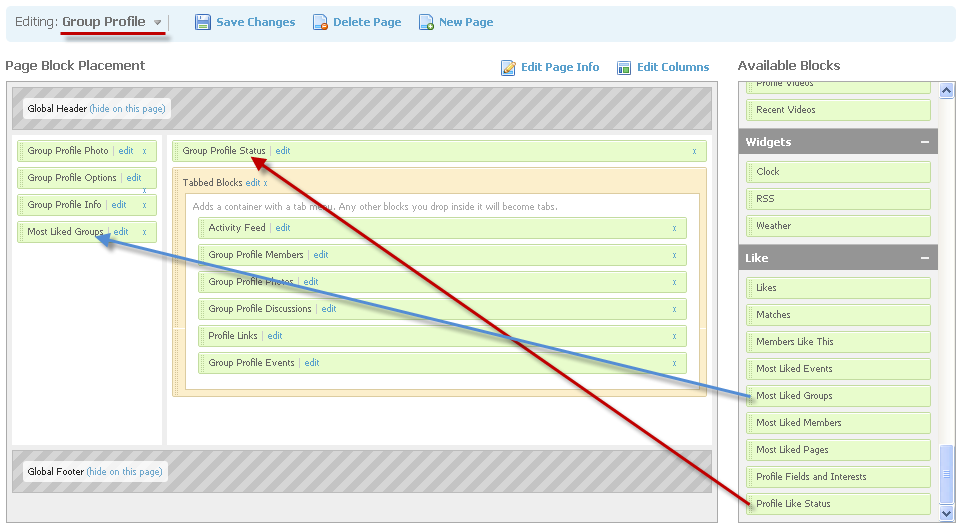 Editing: Group Profile Save Changes Delete Page New Page
Page Block Placement Edit Page Info Edit Columns
Global Header (hide on this page)
Group Profile Photo | edit x
Group Profile Options | edit x
Group Profile Info | edit x
Most Liked Groups | edit x
Group Profile Status | edit x
Tabbed Blocks edit x
Adds a container with a tab menu. Any other blocks you drop inside it will become tabs.
Activity Feed | edit x
Group Profile Members | edit x
Group Profile Photos | edit x
Group Profile Discussions | edit x
Profile Links | edit x
Group Profile Events | edit x
Global Footer (hide on this page)
Available Blocks
Profile Videos
Recent Videos
Widgets
Clock
RSS
Weather
Like
Likes
Matches
Members Like This
Most Liked Events
Most Liked Groups
Most Liked Members
Most Liked Pages
Profile Fields and Interests
Profile Like Status